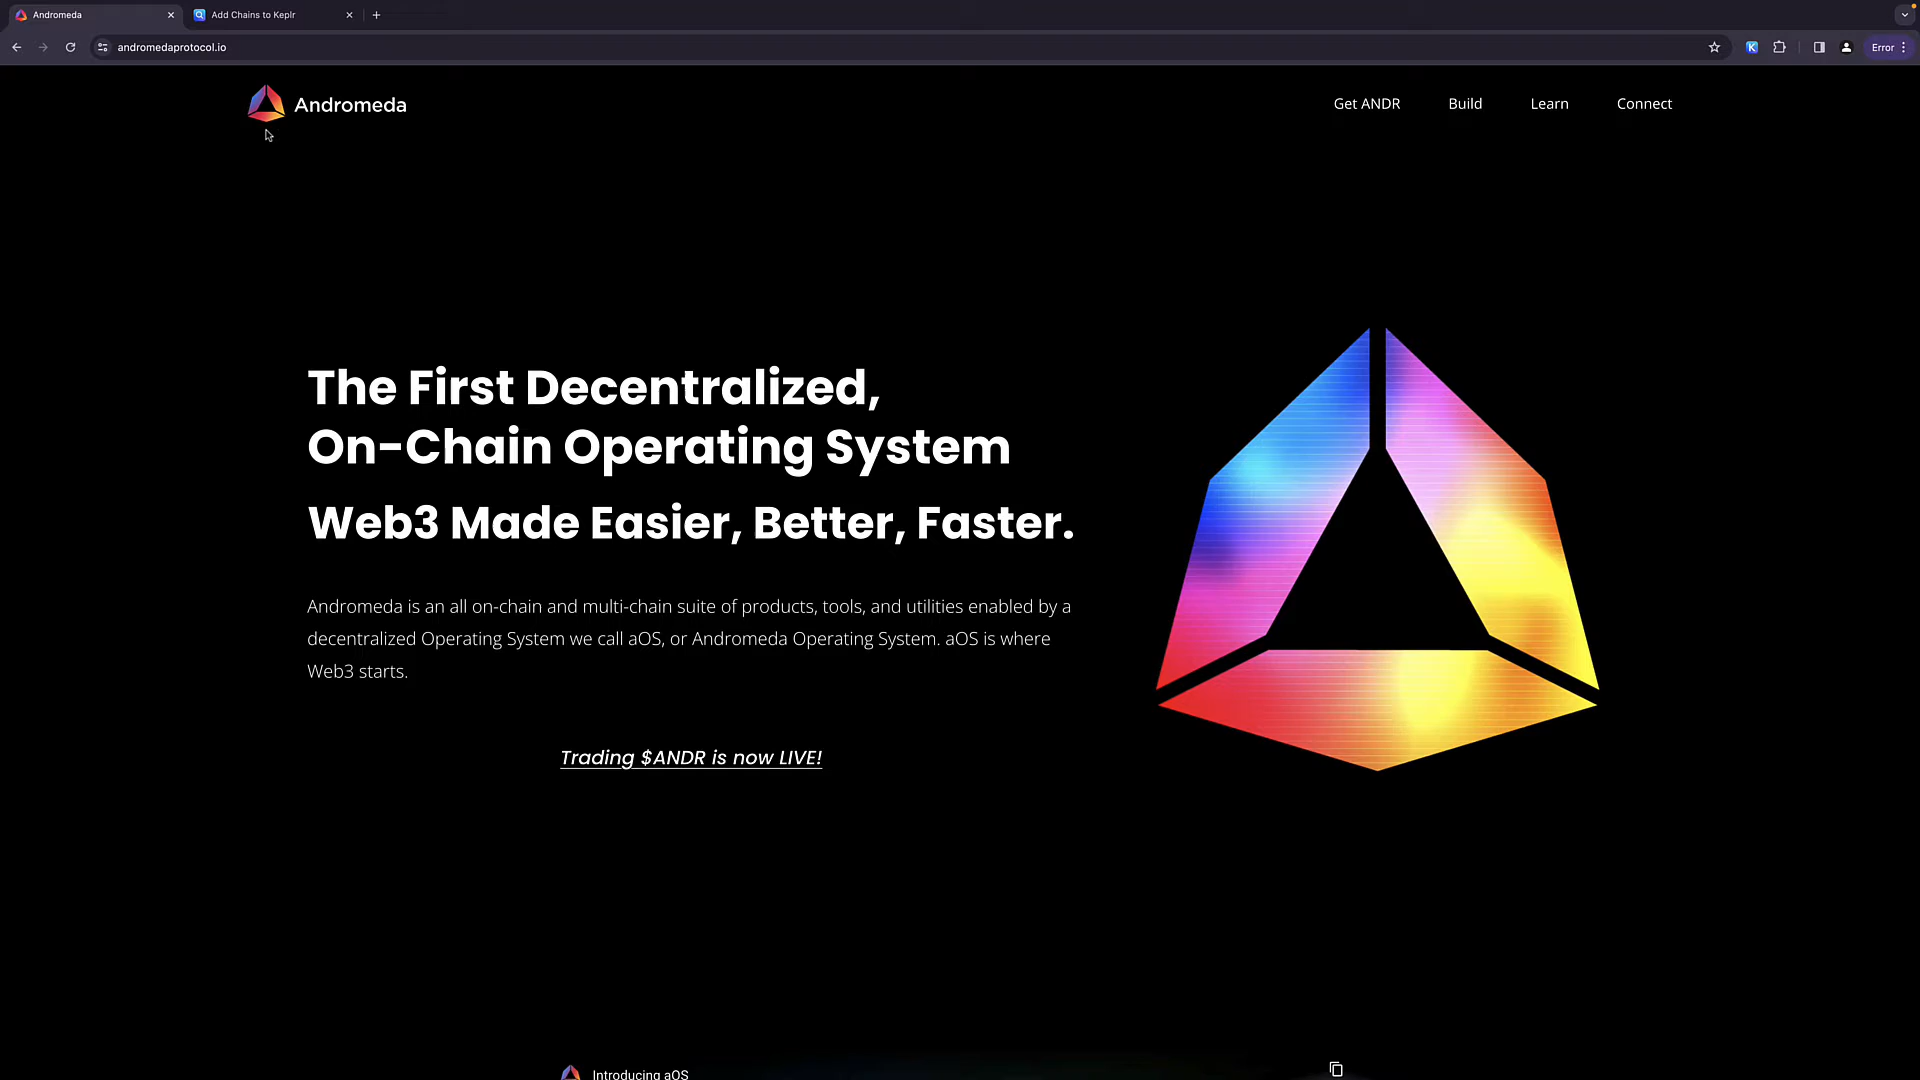 Andromeda
Add Chains to Keplr
andromedaprotocol.io
Error
Andromeda
Get ANDR
Build
Learn
Connect
The First Decentralized,
On-Chain Operating System
Web3 Made Easier, Better, Faster.
Andromeda is an all on-chain and multi-chain suite of products, tools, and utilities enabled by a
decentralized Operating System we call aOS, or Andromeda Operating System. aOS is where
Web3 starts.
Trading $ANDR is now LIVE!
Introducing aOS